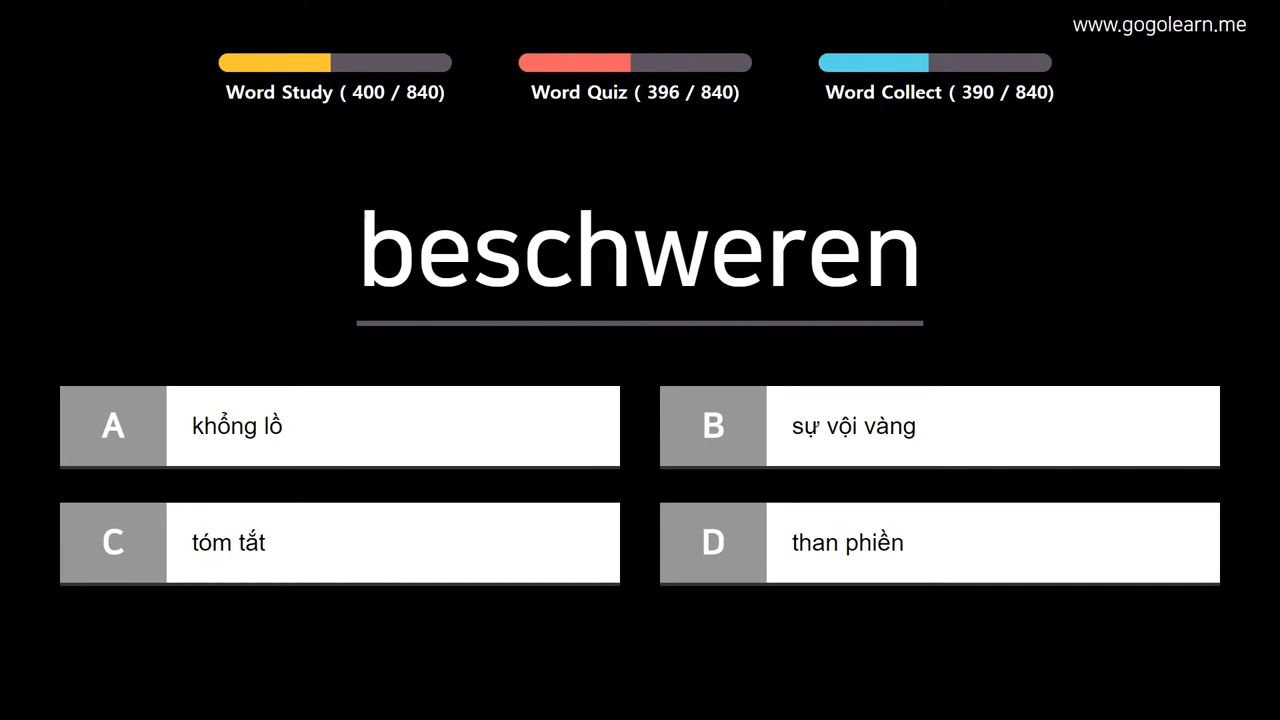 www.gogolearn.me
Word Study ( 400 / 840)
Word Quiz ( 396 / 840)
Word Collect ( 390 / 840)
beschweren
A khổng lồ
B sự vội vàng
C tóm tắt
D than phiền